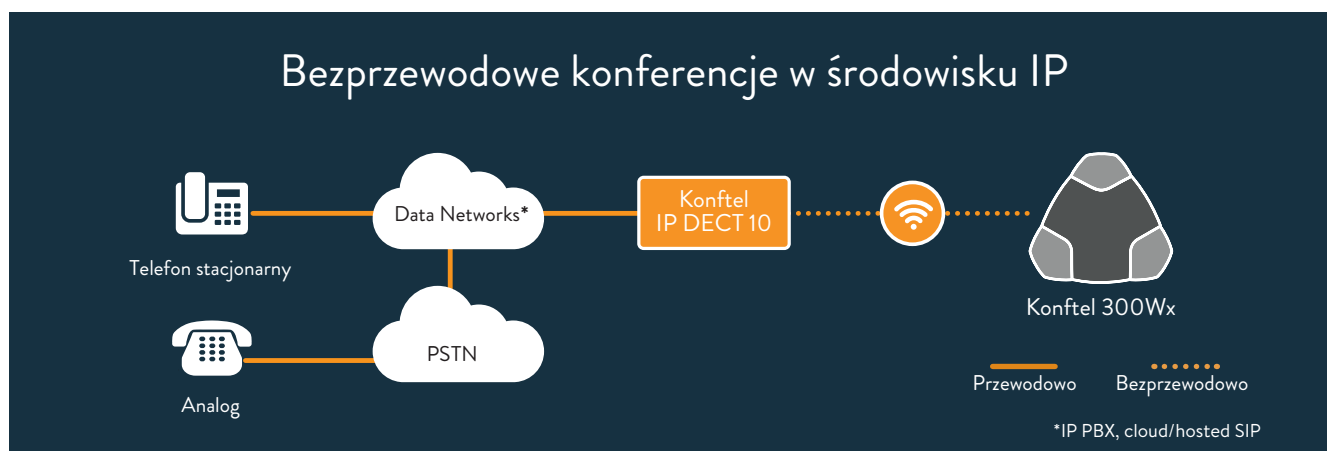 Bezprzewodowe konferencje w środowisku IP
Telefon stacjonarny
Data Networks*
Konftel
IP DECT 10
Konftel 300Wx
Analog
PSTN
Przewodowo
Bezprzewodowo
*IP PBX, cloud/hosted SIP